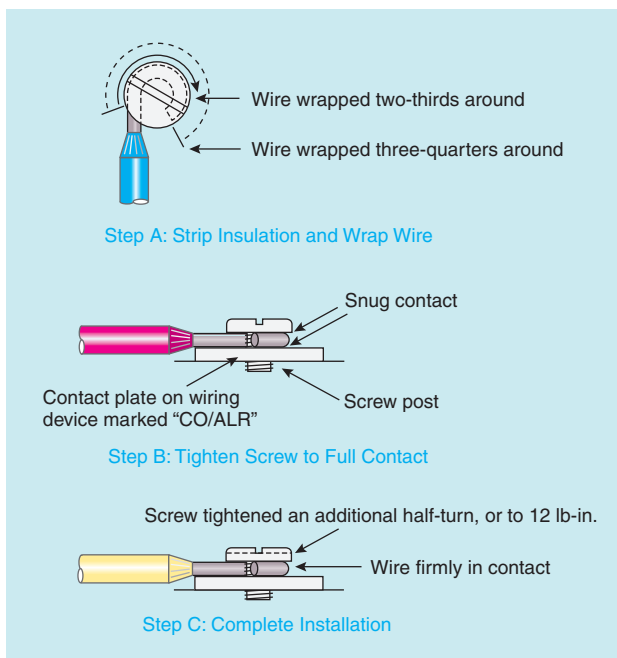 Wire wrapped two-thirds around
Wire wrapped three-quarters around
Step A: Strip Insulation and Wrap Wire
Snug contact
Contact plate on wiring
device marked “CO/ALR”
Screw post
Step B: Tighten Screw to Full Contact
Screw tightened an additional half-turn, or to 12 lb-in.
Wire firmly in contact
Step C: Complete Installation